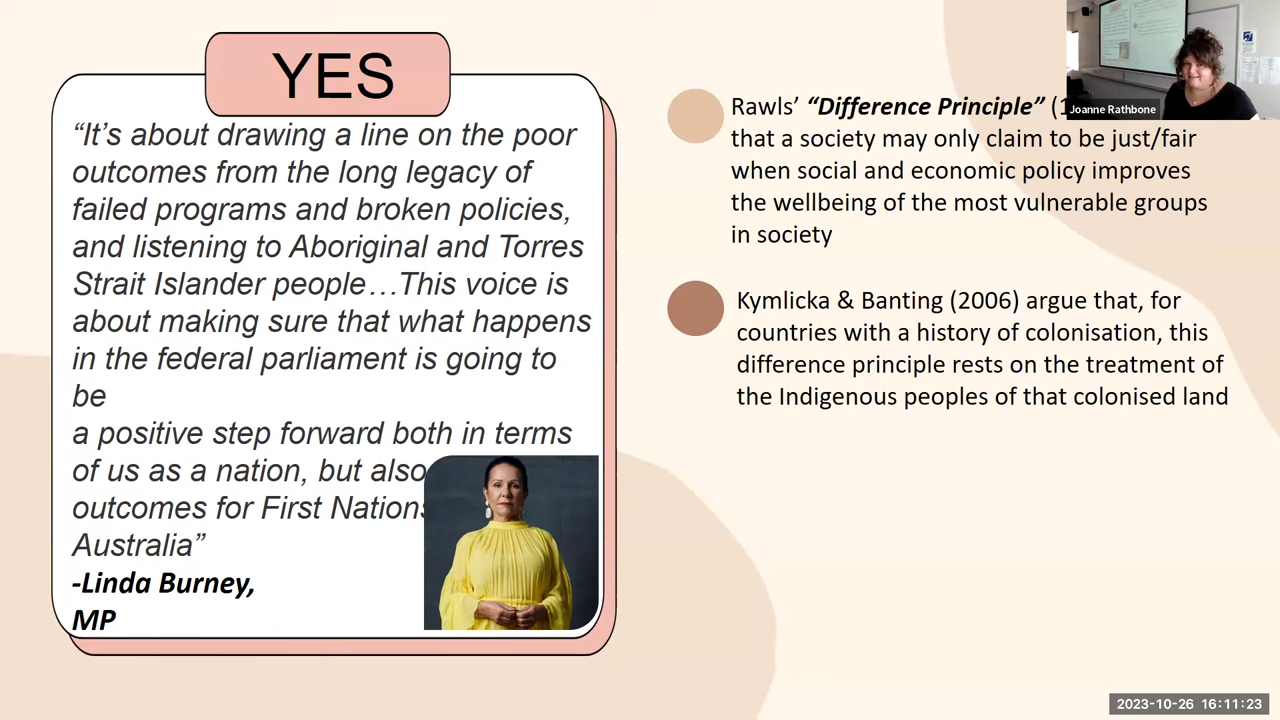 YES
“It’s about drawing a line on the poor
outcomes from the long legacy of
failed programs and broken policies,
and listening to Aboriginal and Torres
Strait Islander people…This voice is
about making sure that what happens
in the federal parliament is going to
be
a positive step forward both in terms
of us as a nation, but also
outcomes for First Nations
Australia”
-Linda Burney,
MP
Rawls’ “Difference Principle”
that a society may only claim to be just/fair
when social and economic policy improves
the wellbeing of the most vulnerable groups
in society
Kymlicka & Banting (2006) argue that, for
countries with a history of colonisation, this
difference principle rests on the treatment of
the Indigenous peoples of that colonised land
Joanne Rathbone
2023-10-26 16:11:23